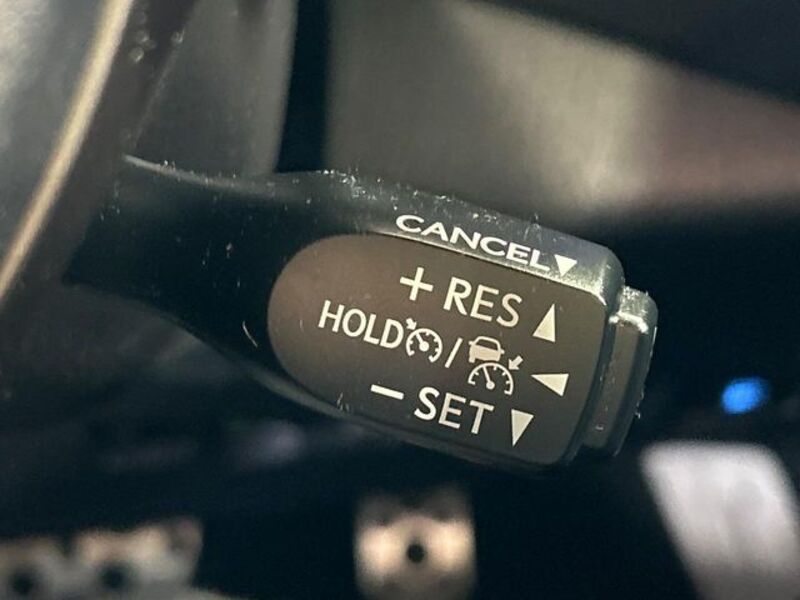 CANCEL▼
+ RES ▲
HOLD / ◀
- SET ▼